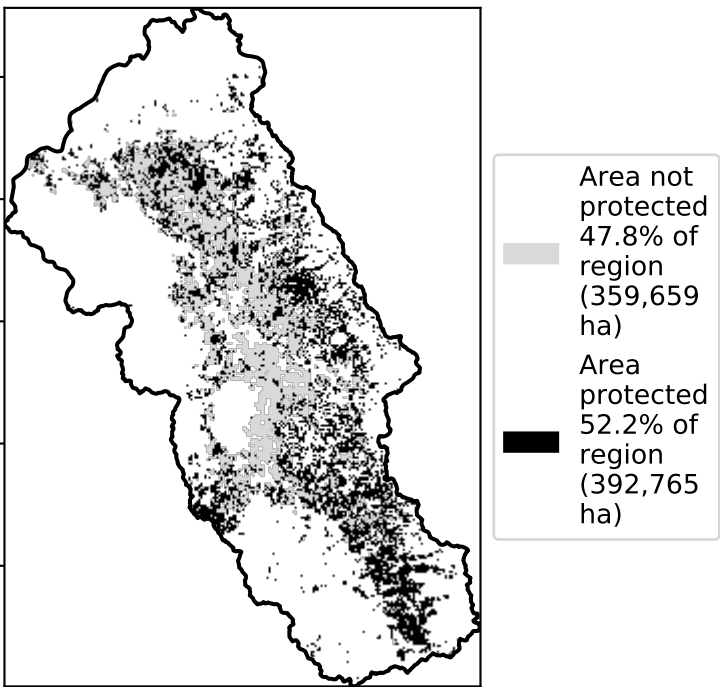 Area not
protected
47.8% of
region
(359,659
ha)
Area
protected
52.2% of
region
(392,765
ha)